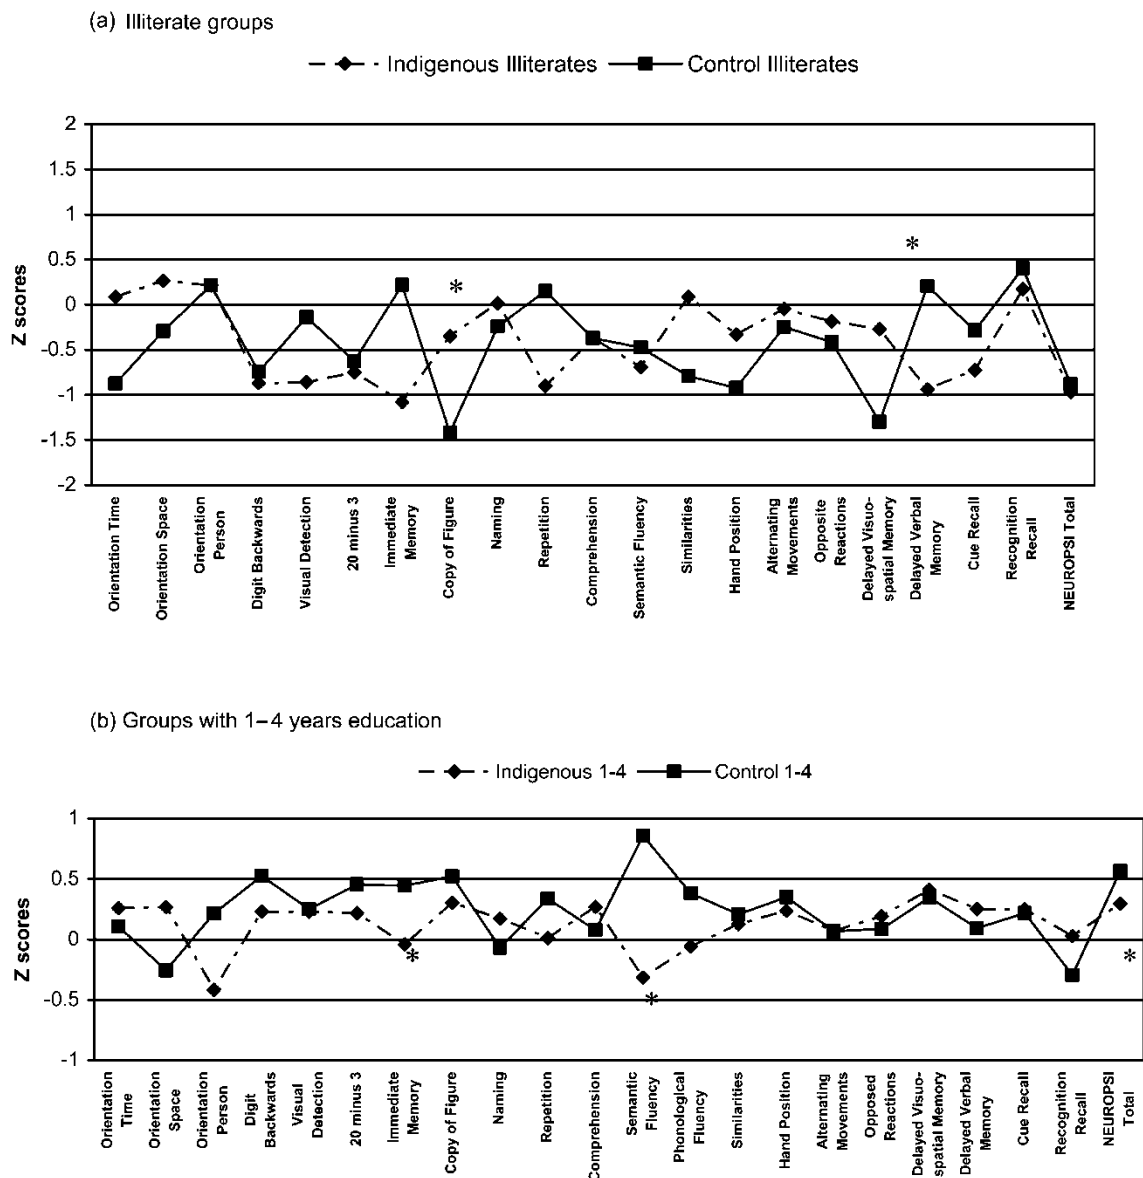 (a) Illiterate groups
Indigenous Illiterates
Control Illiterates
Z scores
2
1.5
1
0.5
0
-0.5
-1
-1.5
-2
*
*
Orientation Time
Orientation Space
Orientation
Person
Digit Backwards
Visual Detection
20 minus 3
Immediate
Memory
Copy of Figure
Naming
Repetition
Comprehension
Semantic Fluency
Similarities
Hand Position
Alternating
Movements
Opposite
Reactions
Delayed Visuo-
spatial Memory
Delayed Verbal
Memory
Cue Recall
Recognition
Recall
NEUROPSI Total
(b) Groups with 1–4 years education
Indigenous 1-4
Control 1-4
Z scores
1
0.5
0
-0.5
-1
*
*
*
Orientation
Time
Orientation
Space
Orientation
Person
Digit
Backwards
Visual
Detection
20 minus 3
Immediate
Memory
Copy of Figure
Naming
Repetition
Comprehension
Semantic
Fluency
Phonological
Fluency
Similarities
Hand Position
Alternating
Movements
Opposed
Reactions
Delayed Visuo-
spatial Memory
Delayed Verbal
Memory
Cue Recall
Recognition
Recall
NEUROPSI
Total